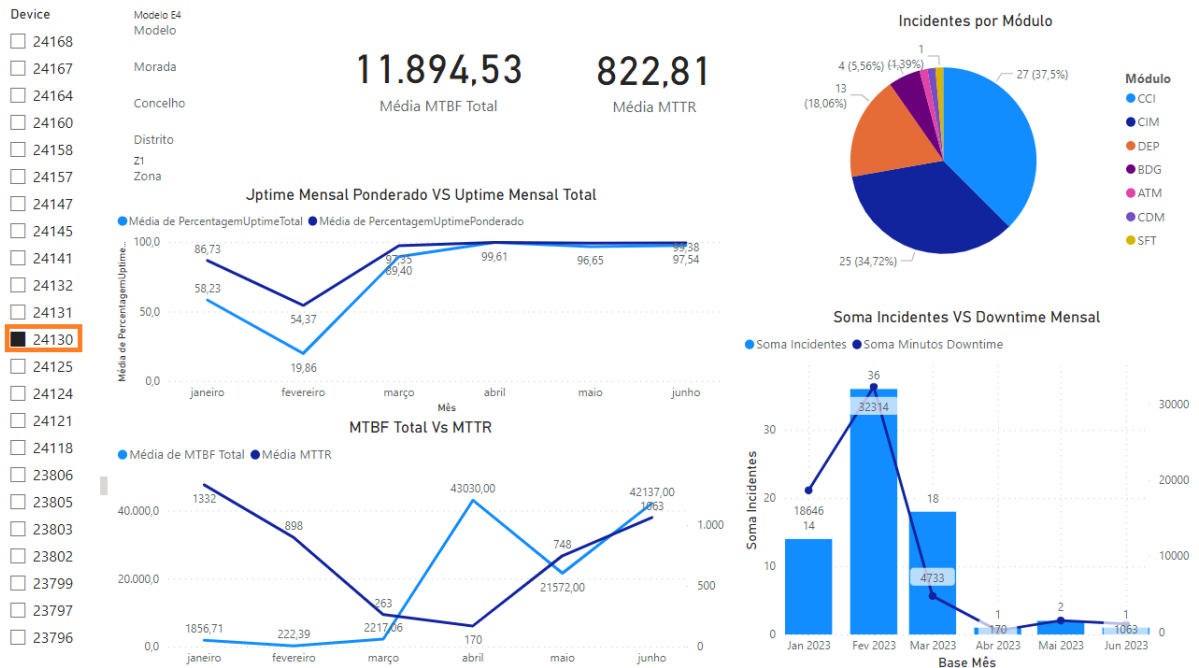 Device
24168
24167
24164
24160
24158
24157
24147
24145
24141
24132
24131
24130
24125
24124
24121
24118
23806
23805
23803
23802
23799
23797
23796
Modelo E4
Modelo
Morada
Concelho
Distrito
Z1
Zona
11.894,53
Média MTBF Total
822,81
Média MTTR
Jptime Mensal Ponderado VS Uptime Mensal Total
Média de PercentagemUptimeTotal Média de PercentagemUptimePonderado
Média de PercentagemUptime...
100,0
50,0
0,0
86,73
58,23
54,37
19,86
97,35
89,40
99,61
96,65
99,38
97,54
janeiro fevereiro março abril maio junho
Mês
MTBF Total Vs MTTR
Média de MTBF Total Média MTTR
40.000,0
20.000,0
0,0
1332
1856,71
898
222,39
263
2217,06
43030,00
170
748
21572,00
42137,00
1063
1.000
500
0
janeiro fevereiro março abril maio junho
Incidentes por Módulo
1
(1,39%)
4 (5,56%)
13
(18,06%)
27 (37,5%)
25 (34,72%)
Módulo
CCI
CIM
DEP
BDG
ATM
CDM
SFT
Soma Incidentes VS Downtime Mensal
Soma Incidentes Soma Minutos Downtime
Soma Incidentes
30
20
10
0
18646
14
36
32314
18
4733
1
170
2
1
1063
30000
20000
10000
0
Jan 2023 Fev 2023 Mar 2023 Abr 2023 Mai 2023 Jun 2023
Base Mês